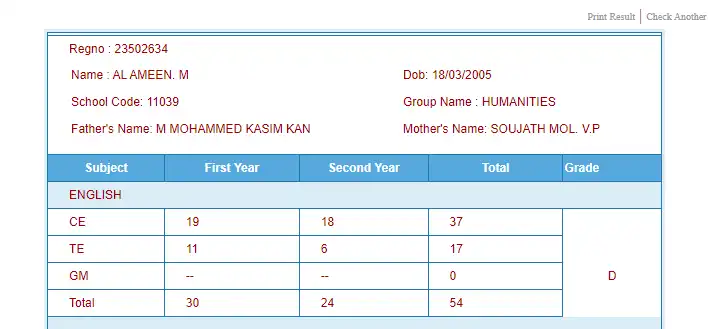 Print Result | Check Another
Regno : 23502634
Name : AL AMEEN. M Dob: 18/03/2005
School Code: 11039 Group Name : HUMANITIES
Father's Name: M MOHAMMED KASIM KAN Mother's Name: SOUJATH MOL. V.P
Subject First Year Second Year Total Grade
ENGLISH
CE 19 18 37
TE 11 6 17
GM -- -- 0 D
Total 30 24 54